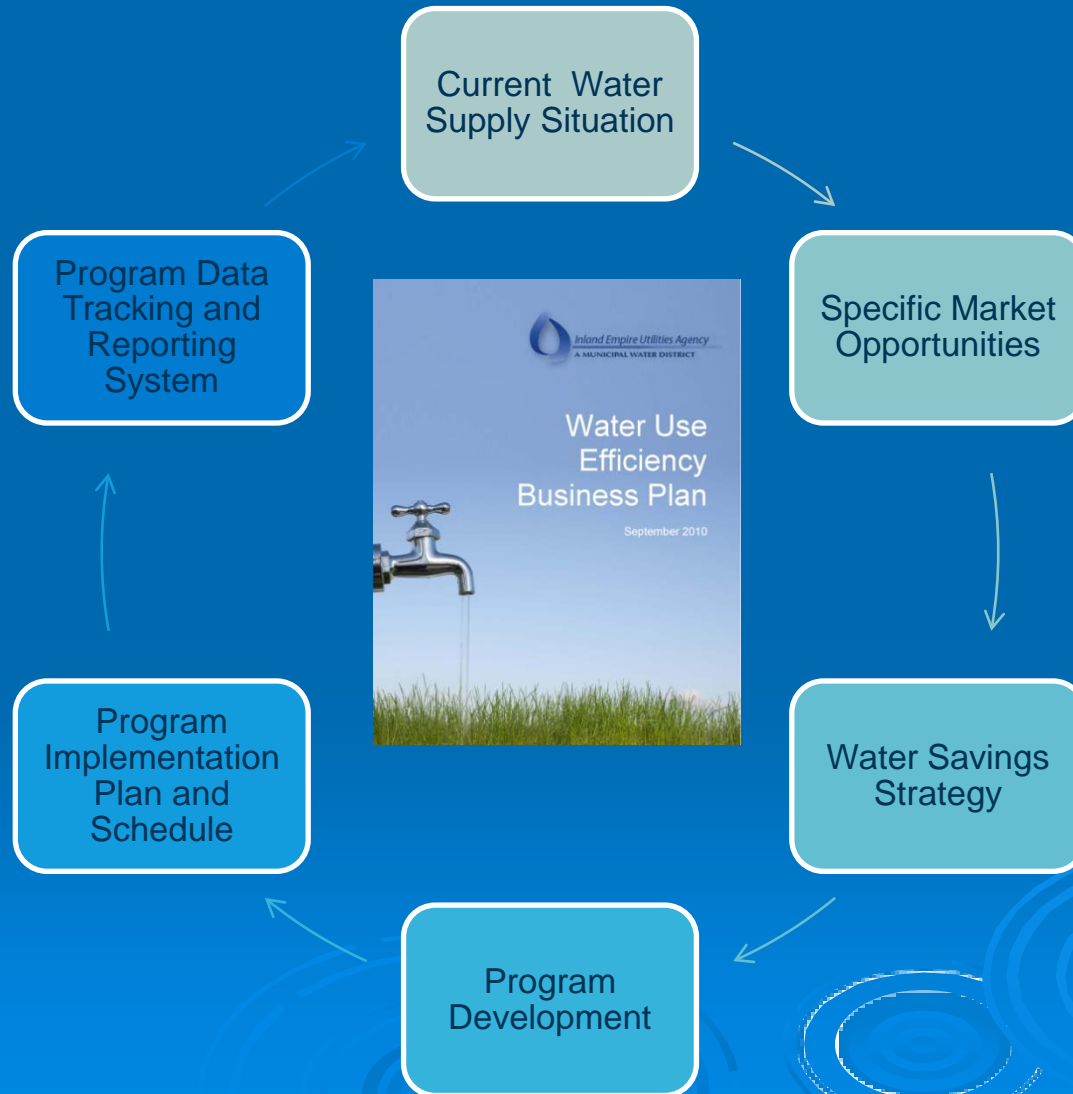 Current Water
Supply Situation
Specific Market
Opportunities
Water Savings
Strategy
Program
Development
Program
Implementation
Plan and
Schedule
Program Data
Tracking and
Reporting
System
Inland Empire Utilities Agency
A MUNICIPAL WATER DISTRICT
Water Use
Efficiency
Business Plan
September 2010